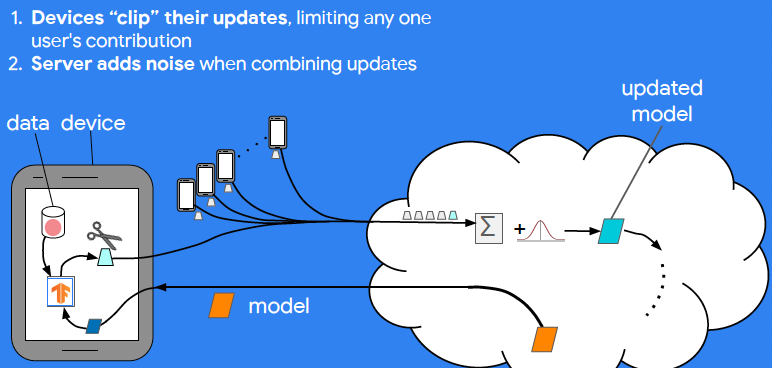 1. Devices “clip” their updates, limiting any one
user's contribution
2. Server adds noise when combining updates
updated
model
data device
Σ
+
model